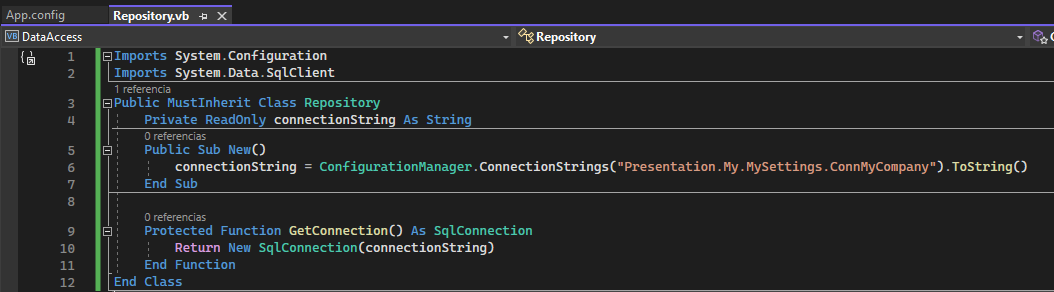 App.config
Repository.vb
VB DataAccess
Repository
1 Imports System.Configuration
2 Imports System.Data.SqlClient
1 referencia
3 Public MustInherit Class Repository
4 Private ReadOnly connectionString As String
0 referencias
5 Public Sub New()
6 connectionString = ConfigurationManager.ConnectionStrings("Presentation.My.MySettings.ConnMyCompany").ToString()
7 End Sub
8
0 referencias
9 Protected Function GetConnection() As SqlConnection
10 Return New SqlConnection(connectionString)
11 End Function
12 End Class